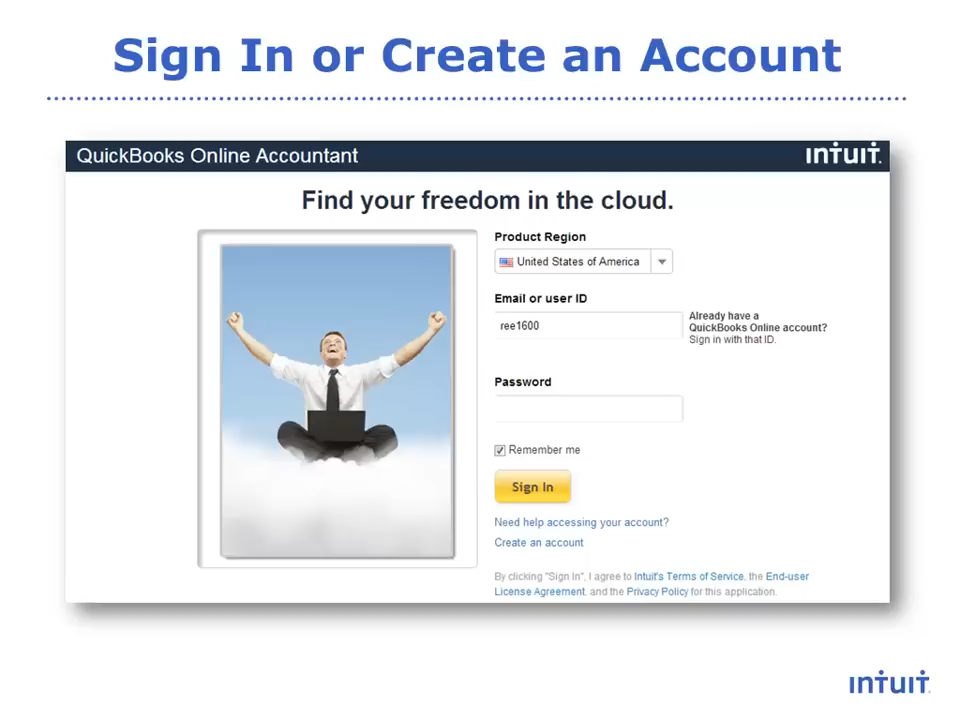 Sign In or Create an Account
QuickBooks Online Accountant
intuit.
Find your freedom in the cloud.
Product Region
United States of America
Email or user ID
ree1600
Already have a
QuickBooks Online account?
Sign in with that ID.
Password
Remember me
Sign In
Need help accessing your account?
Create an account
By clicking "Sign In", I agree to Intuit's Terms of Service, the End-user
License Agreement, and the Privacy Policy for this application.
intuit.